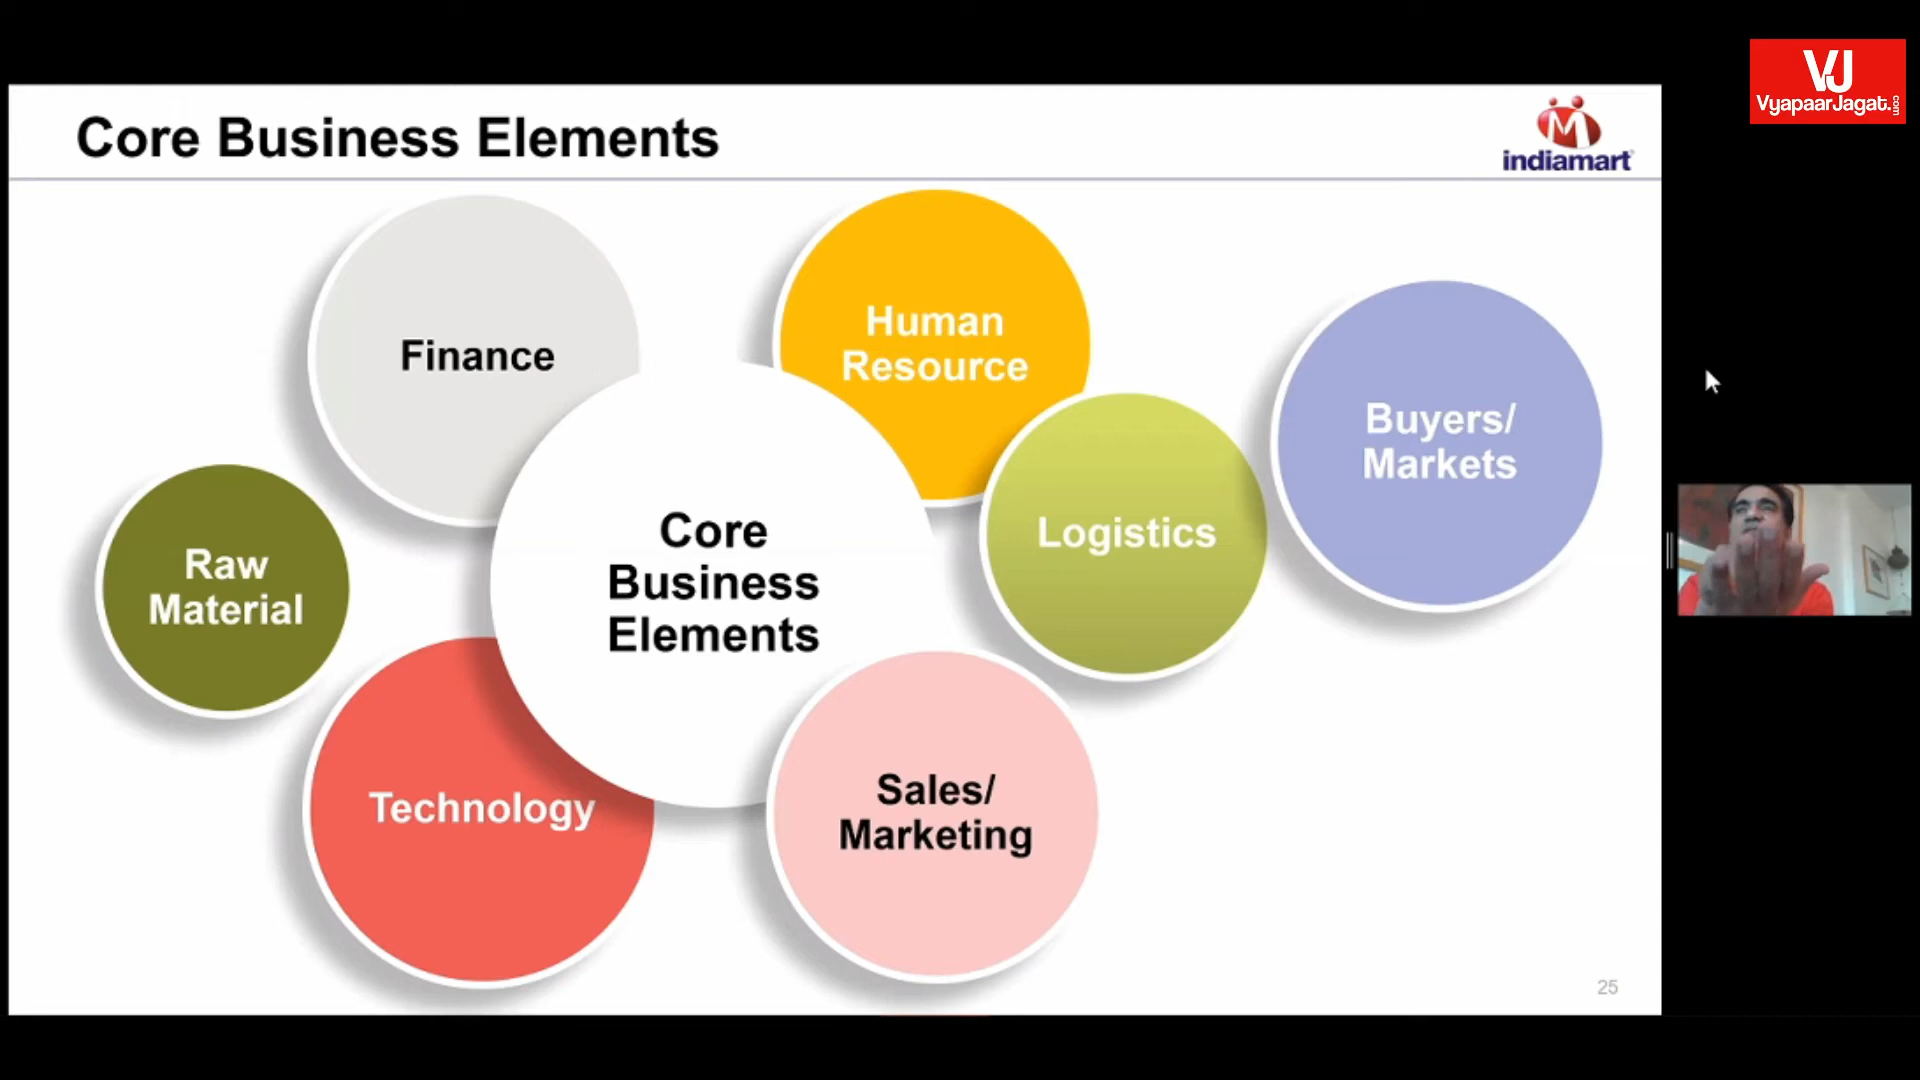 VJ
VyapaarJagat.com
Core Business Elements
indiamart
Finance
Human
Resource
Buyers/
Markets
Raw
Material
Core
Business
Elements
Logistics
Technology
Sales/
Marketing
25